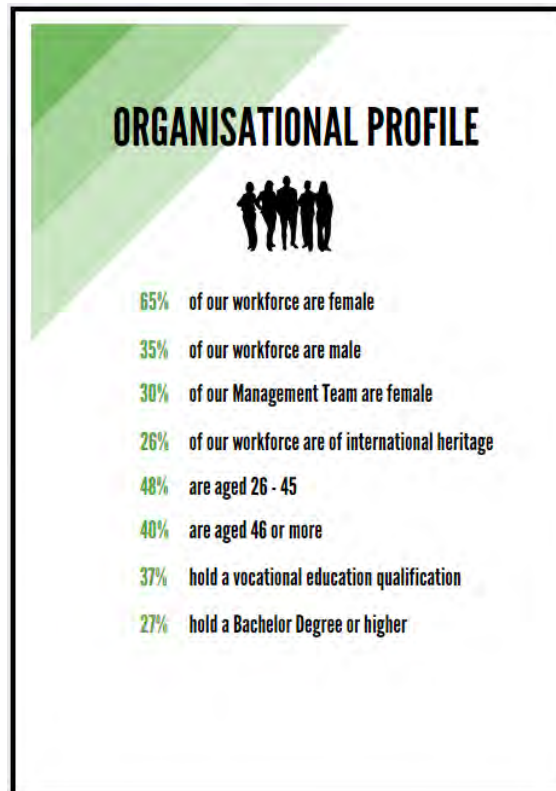 ORGANISATIONAL PROFILE
65% of our workforce are female
35% of our workforce are male
30% of our Management Team are female
26% of our workforce are of international heritage
48% are aged 26 - 45
40% are aged 46 or more
37% hold a vocational education qualification
27% hold a Bachelor Degree or higher